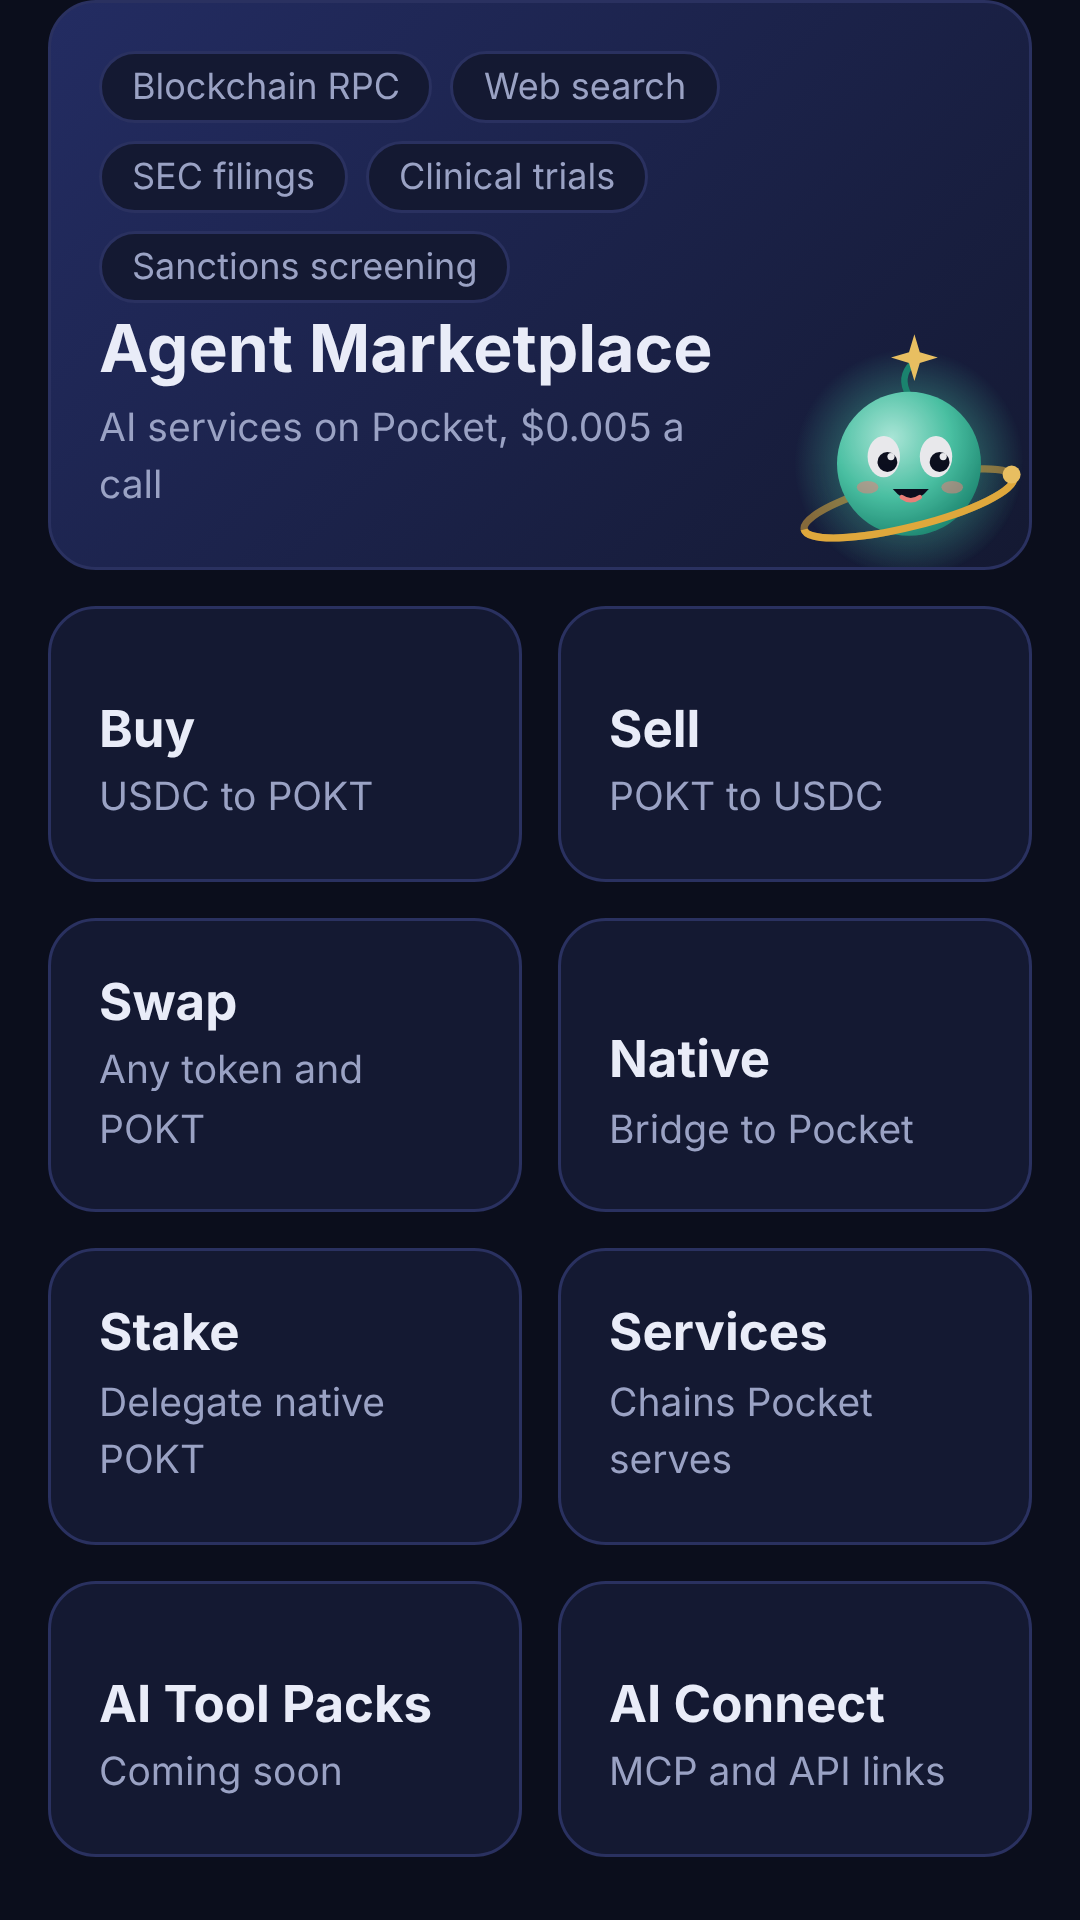 Blockchain RPC
Web search
SEC filings
Clinical trials
Sanctions screening
Agent Marketplace
AI services on Pocket, $0.005 a
call
Buy
USDC to POKT
Sell
POKT to USDC
Swap
Any token and
POKT
Native
Bridge to Pocket
Stake
Delegate native
POKT
Services
Chains Pocket
serves
AI Tool Packs
Coming soon
AI Connect
MCP and API links